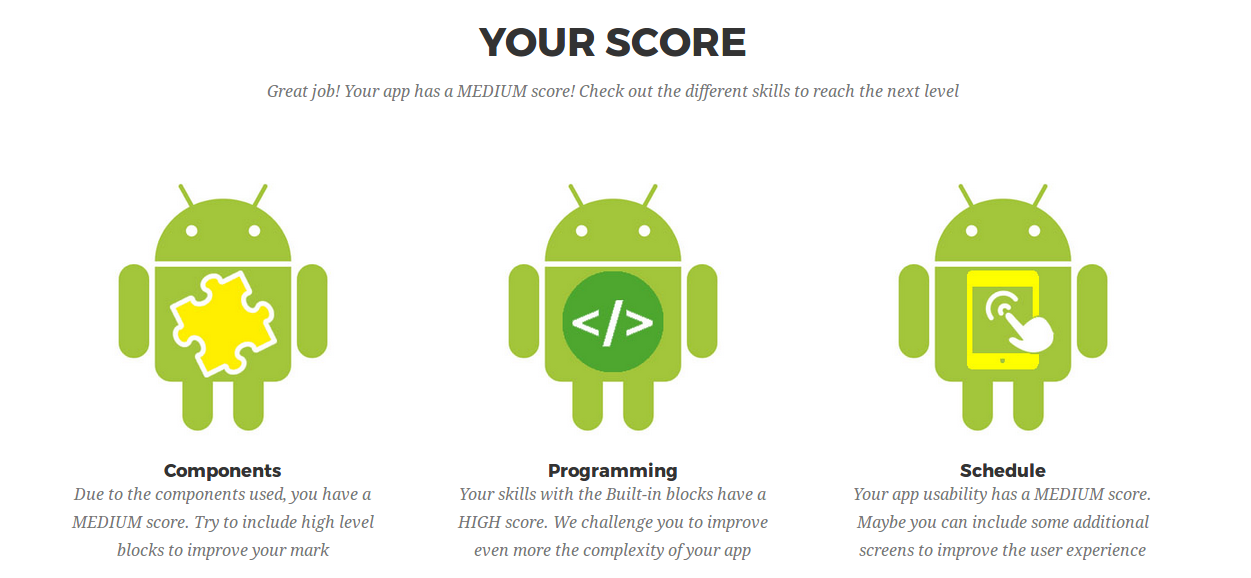 YOUR SCORE
Great job! Your app has a MEDIUM score! Check out the different skills to reach the next level
</>
Components
Due to the components used, you have a
MEDIUM score. Try to include high level
blocks to improve your mark
Programming
Your skills with the Built-in blocks have a
HIGH score. We challenge you to improve
even more the complexity of your app
Schedule
Your app usability has a MEDIUM score.
Maybe you can include some additional
screens to improve the user experience